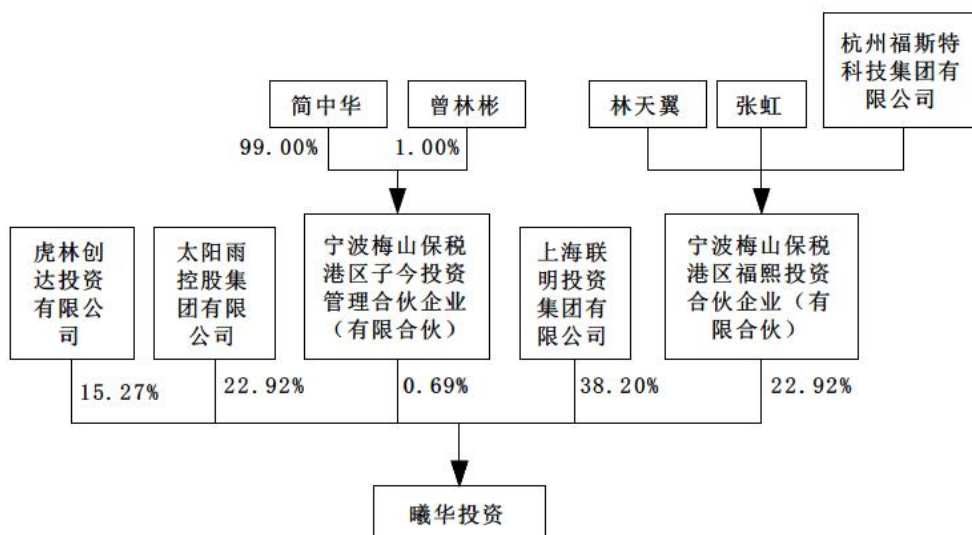 杭州福斯特
科技集团有
限公司
简中华
曾林彬
林天翼
张虹
99.00%
1.00%
虎林创
达投资
有限公
司
太阳雨
控股集
团有限
公司
宁波梅山保税
港区子今投资
管理合伙企业
（有限合伙）
上海联
明投资
集团有
限公司
宁波梅山保税
港区福熙投资
合伙企业（有
限合伙）
15.27%
22.92%
0.69%
38.20%
22.92%
曦华投资